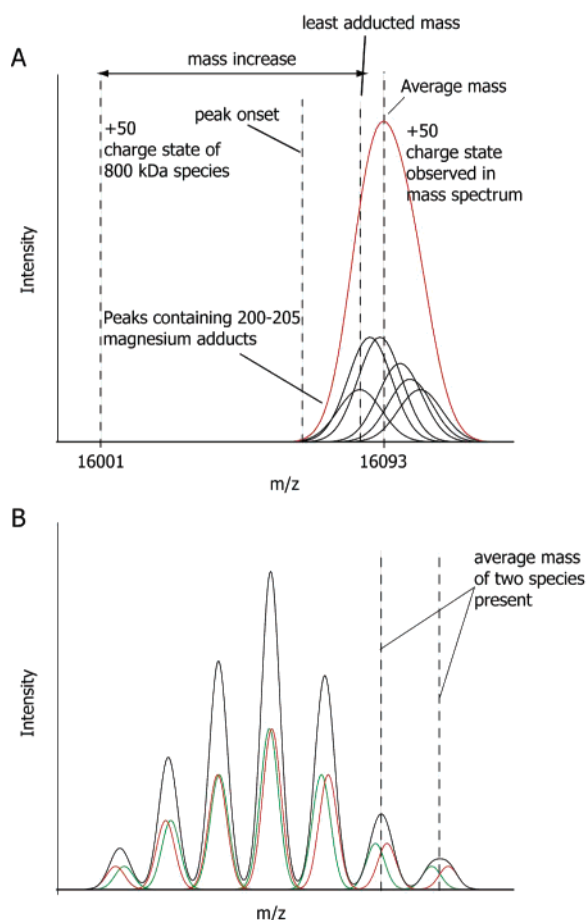 least adducted mass
A
mass increase
Average mass
peak onset
+50
charge state of
800 kDa species
+50
charge state
observed in
mass spectrum
Intensity
Peaks containing 200-205
magnesium adducts
16001
16093
m/z
B
average mass
of two species
present
Intensity
m/z